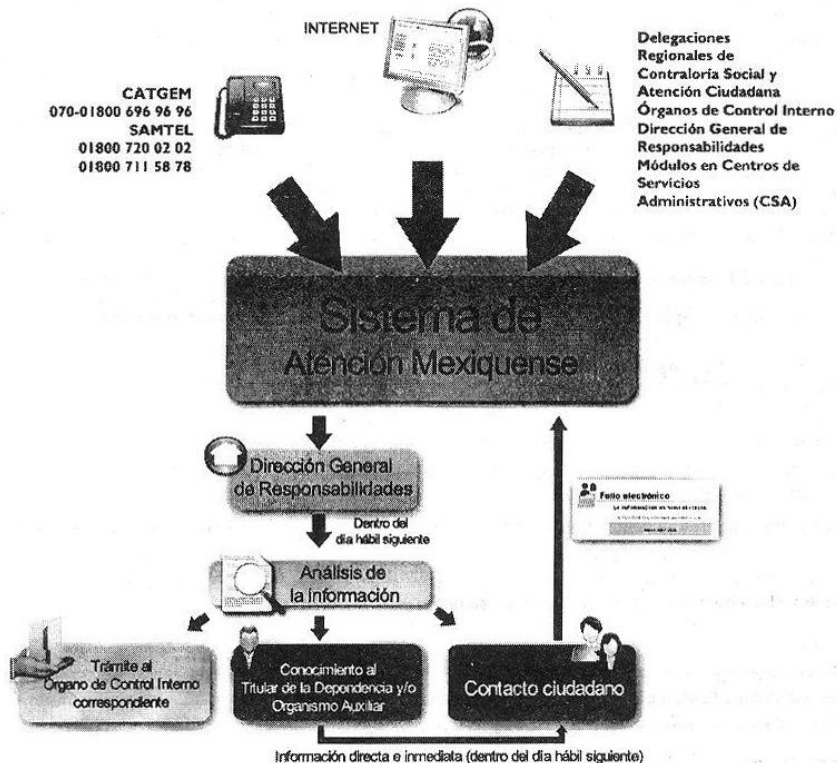 INTERNET
CATGEM
070-01800 696 96 96
SAMTEL
01800 720 02 02
01800 711 58 78
Delegaciones
Regionales de
Contraloría Social y
Atención Ciudadana
Órganos de Control Interno
Dirección General de
Responsabilidades
Módulos en Centros de
Servicios
Administrativos (CSA)
Sistema de
Atención Mexiquense
Dirección General
de Responsabilidades
Dentro del
día hábil siguiente
Folio electrónico
Análisis de
la información
Trámite al
Órgano de Control Interno
correspondiente
Conocimiento al
Titular de la Dependencia y/o
Organismo Auxiliar
Contacto ciudadano
Información directa e inmediata (dentro del día hábil siguiente)